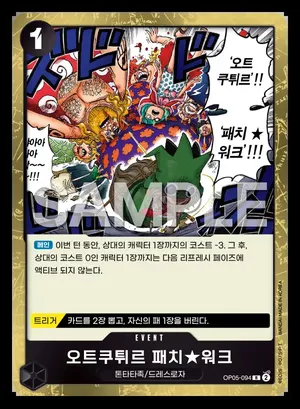 1
'오트
쿠튀르'!!
'패치★
워크'!!!
SAMPLE
메인 이번 턴 동안, 상대의 캐릭터 1장까지의 코스트 -3. 그 후,
상대의 코스트 0인 캐릭터 1장까지는 다음 리프레시 페이즈에
액티브 되지 않는다.
트리거 카드를 2장 뽑고, 자신의 패 1장을 버린다.
EVENT
오트쿠튀르 패치★워크
톤타타족/드레스로자
OP05-094 R 2